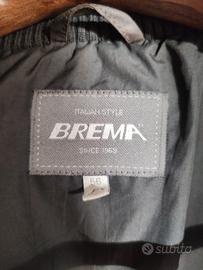 ITALIAN STYLE
BREMA
SINCE 1969
subito